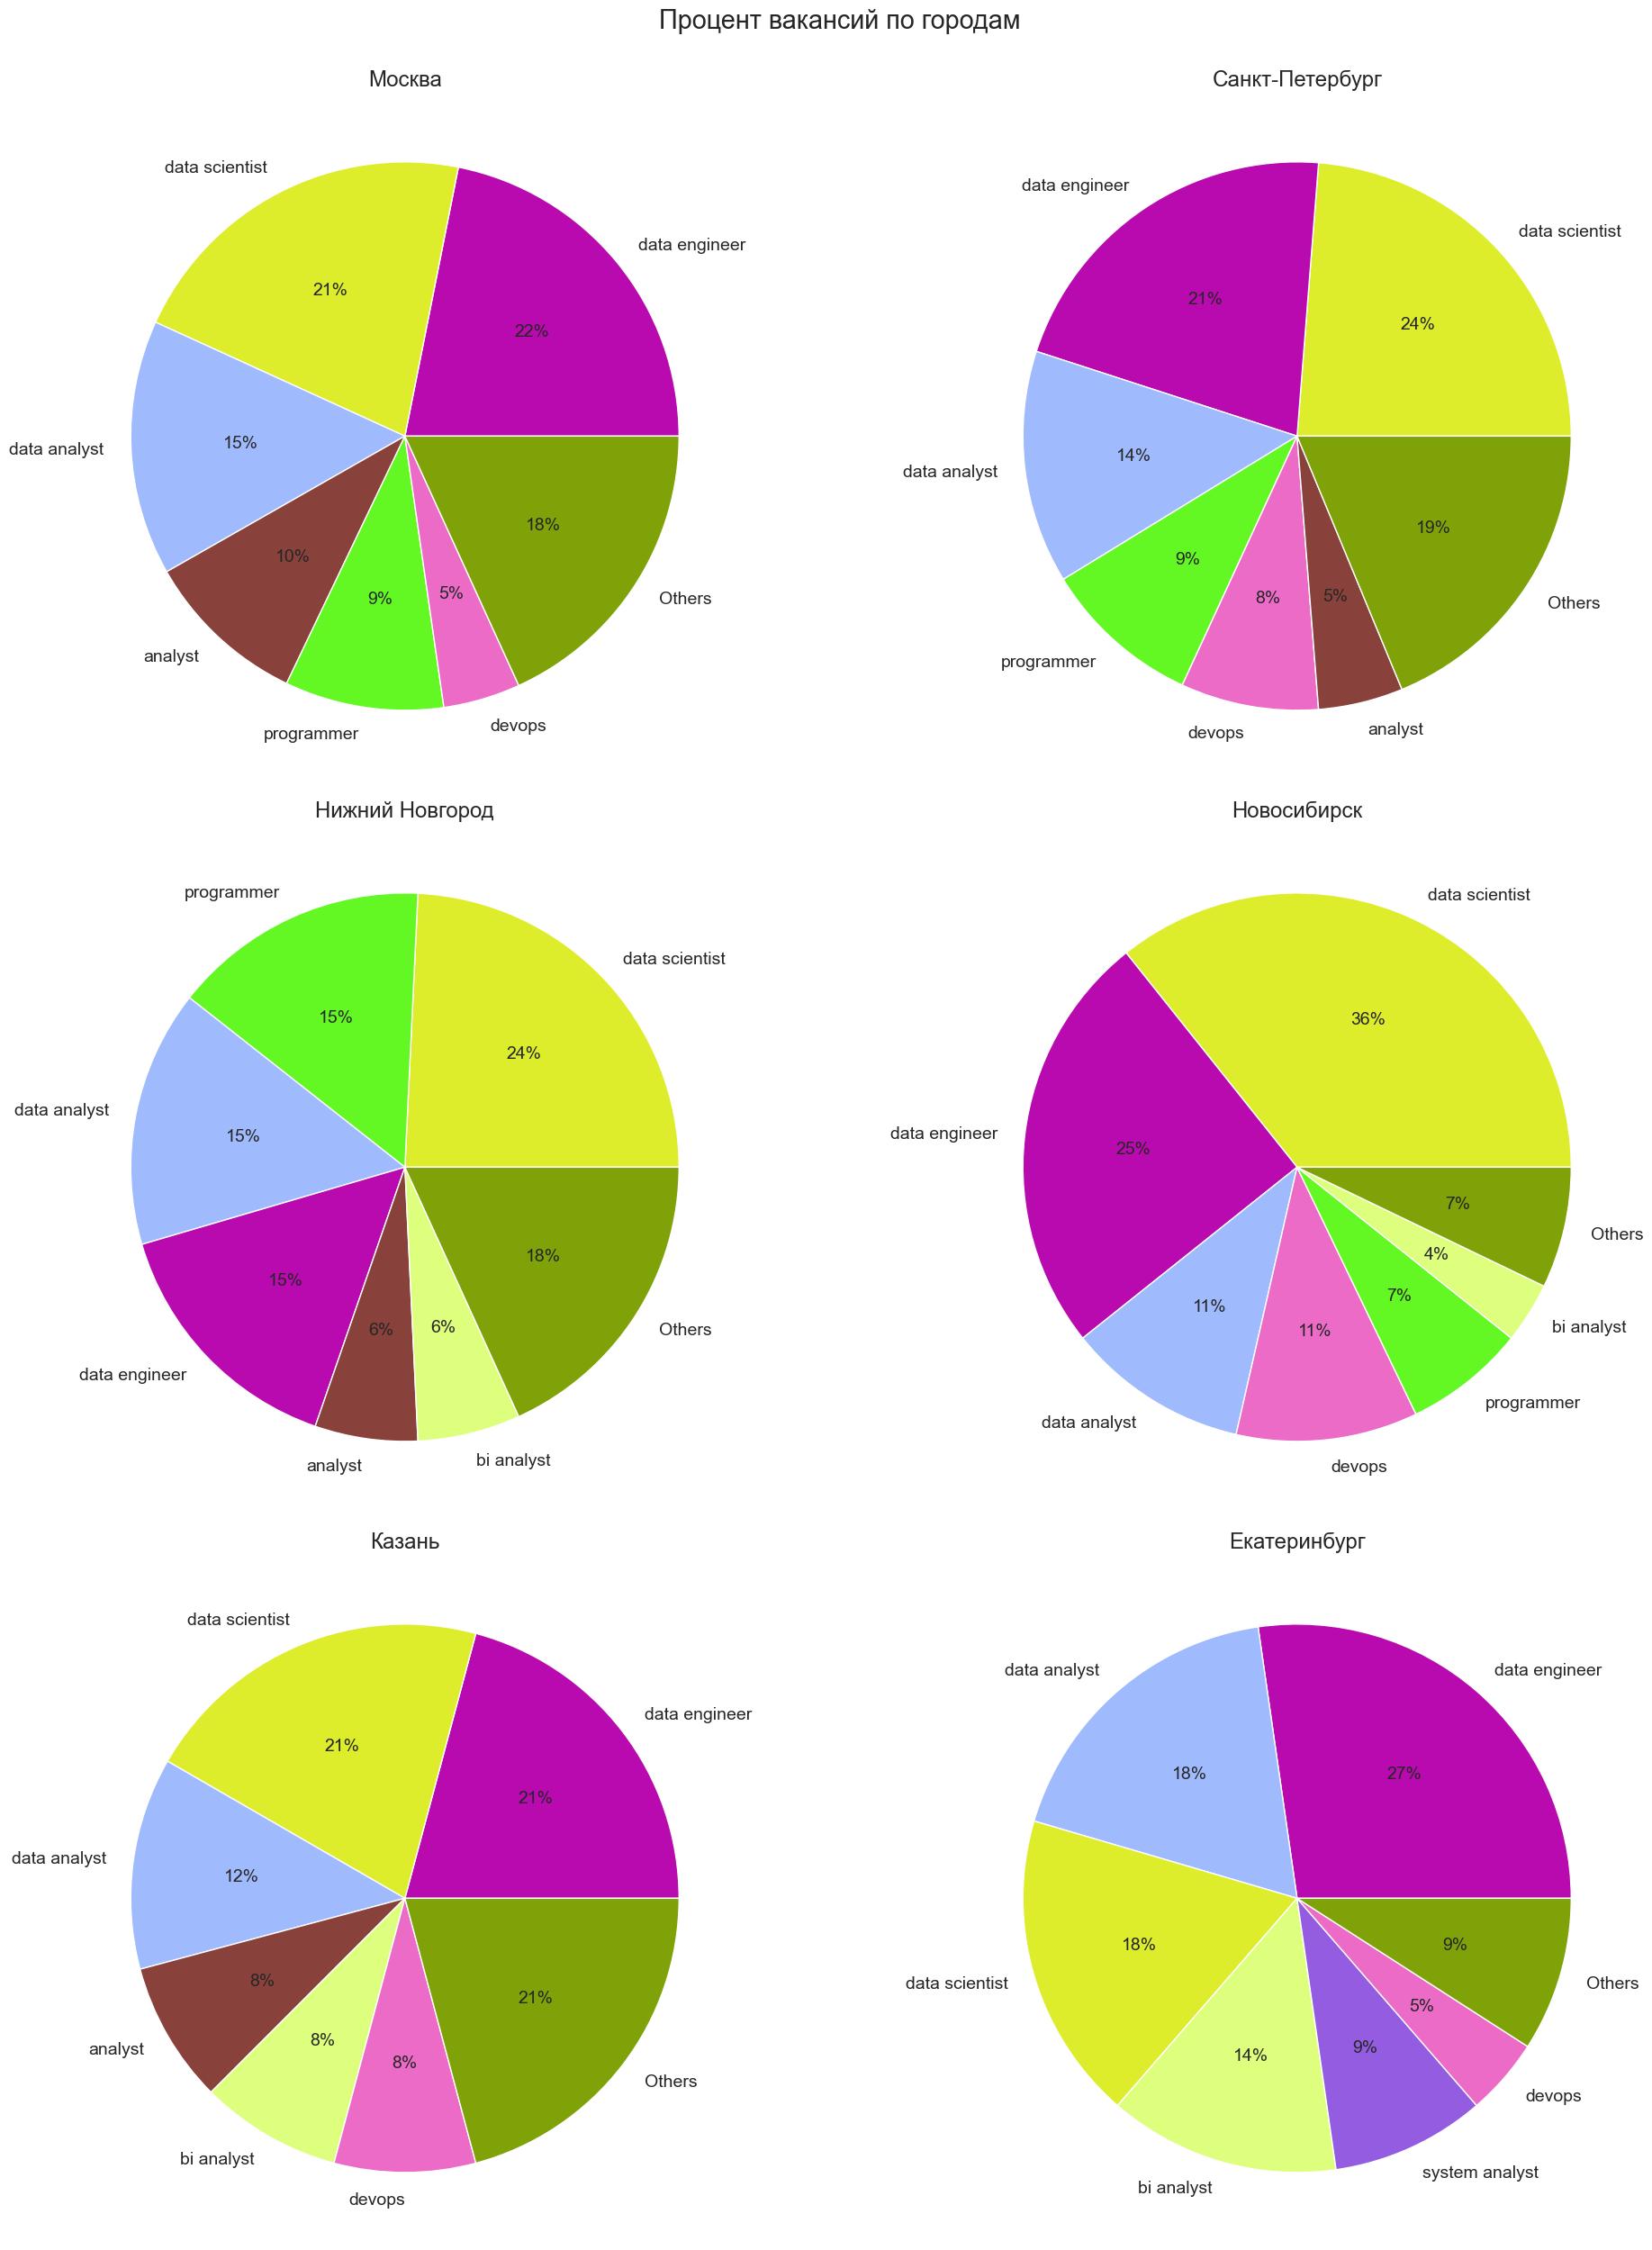 Процент вакансий по городам
Москва
data scientist
data engineer
21%
22%
15%
data analyst
18%
10%
9%
5%
Others
analyst
devops
programmer
Санкт-Петербург
data engineer
data scientist
21%
24%
14%
data analyst
19%
9%
8%
5%
Others
programmer
devops
analyst
Нижний Новгород
programmer
data scientist
15%
24%
data analyst
15%
18%
15%
6%
6%
Others
data engineer
analyst
bi analyst
Новосибирск
data scientist
36%
data engineer
25%
7%
Others
4%
11%
7%
11%
bi analyst
programmer
data analyst
devops
Казань
data scientist
data engineer
21%
21%
data analyst
12%
8%
21%
8%
8%
analyst
Others
bi analyst
devops
Екатеринбург
data analyst
data engineer
18%
27%
18%
9%
data scientist
Others
5%
14%
9%
devops
system analyst
bi analyst